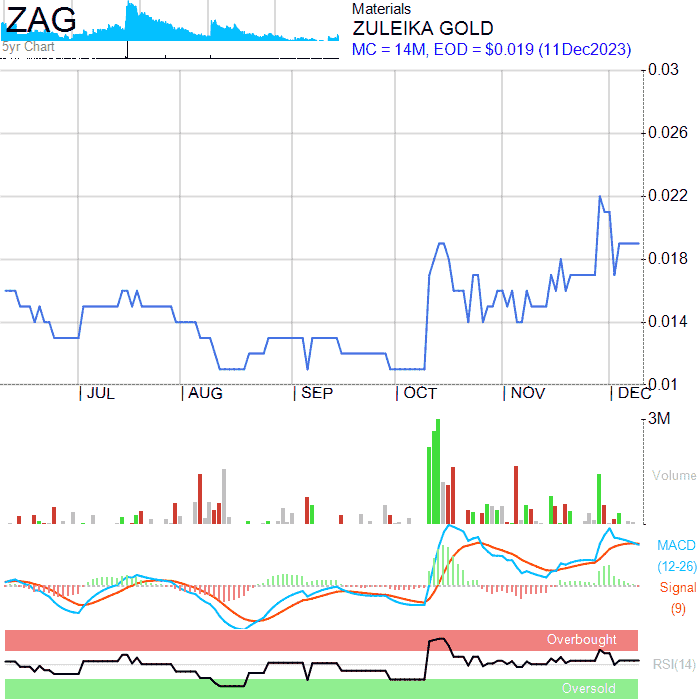 ZAG
5yr Chart
Materials
ZULEIKA GOLD
MC = 14M, EOD = $0.019 (11Dec2023)
0.03
0.026
0.022
0.018
0.014
0.01
JUL AUG SEP OCT NOV DEC
3M
Volume
MACD
(12-26)
Signal
(9)
Overbought
RSI(14)
Oversold